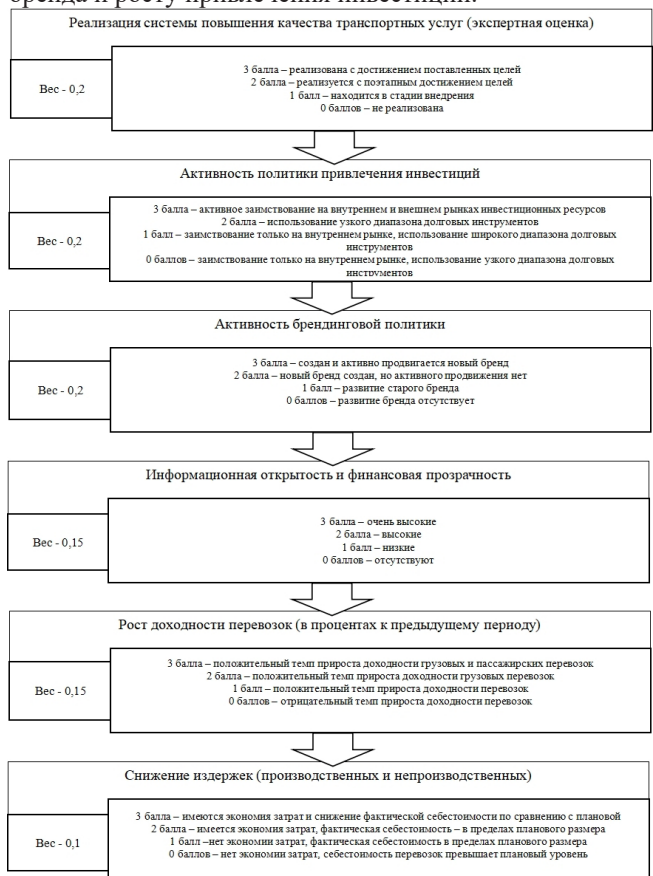 бренда и росту привлечения инвестиций.
Реализация системы повышения качества транспортных услуг (экспертная оценка)
Вес - 0,2
3 балла – реализована с достижением поставленных целей
2 балла – реализуется с поэтапным достижением целей
1 балл – находится в стадии внедрения
0 баллов – не реализована
Активность политики привлечения инвестиций
Вес - 0,2
3 балла – активное заимствование на внутреннем и внешнем рынках инвестиционных ресурсов
2 балла – использование узкого диапазона долговых инструментов
1 балл – заимствование только на внутреннем рынке, использование широкого диапазона долговых
инструментов
0 баллов – заимствование только на внутреннем рынке, использование узкого диапазона долговых
инструментов
Активность брендинговой политики
Вес - 0,2
3 балла – создан и активно продвигается новый бренд
2 балла – новый бренд создан, но активного продвижения нет
1 балл – развитие старого бренда
0 баллов – развитие бренда отсутствует
Информационная открытость и финансовая прозрачность
Вес - 0,15
3 балла – очень высокие
2 балла – высокие
1 балл – низкие
0 баллов – отсутствуют
Рост доходности перевозок (в процентах к предыдущему периоду)
Вес - 0,15
3 балла – положительный темп прироста доходности грузовых и пассажирских перевозок
2 балла – положительный темп прироста доходности грузовых перевозок
1 балл – положительный темп прироста доходности перевозок
0 баллов – отрицательный темп прироста доходности перевозок
Снижение издержек (производственных и непроизводственных)
Вес - 0,1
3 балла – имеются экономия затрат и снижение фактической себестоимости по сравнению с плановой
2 балла – имеется экономия затрат, фактическая себестоимость – в пределах планового размера
1 балл –нет экономии затрат, фактическая себестоимость в пределах планового размера
0 баллов – нет экономии затрат, себестоимость перевозок превышает плановый уровень